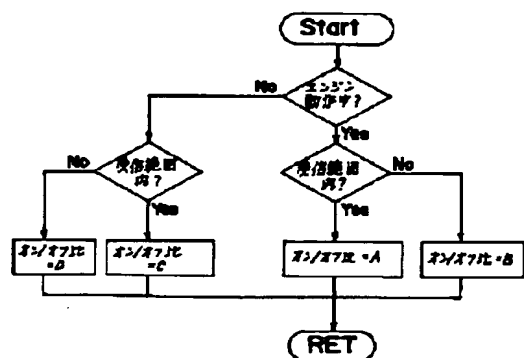 Start
エンジン
動作中?
No
Yes
受信範囲
内?
No
Yes
受信範囲
内?
No
Yes
オン/オフ比
=D
オン/オフ比
=C
オン/オフ比=A
オン/オフ比=B
RET